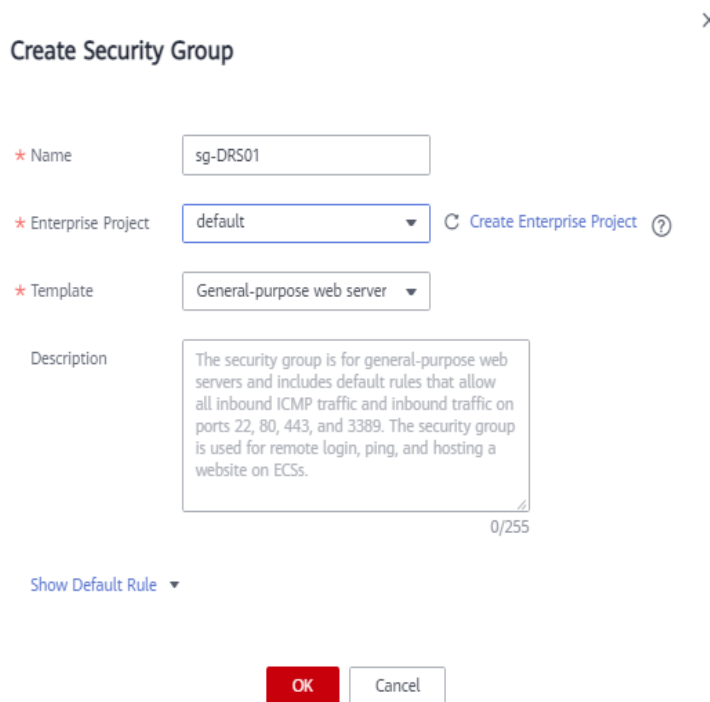 Create Security Group
* Name
sg-DRS01
* Enterprise Project
default
Create Enterprise Project
?
* Template
General-purpose web server
Description
The security group is for general-purpose web
servers and includes default rules that allow
all inbound ICMP traffic and inbound traffic on
ports 22, 80, 443, and 3389. The security group
is used for remote login, ping, and hosting a
website on ECSs.
0/255
Show Default Rule
OK
Cancel